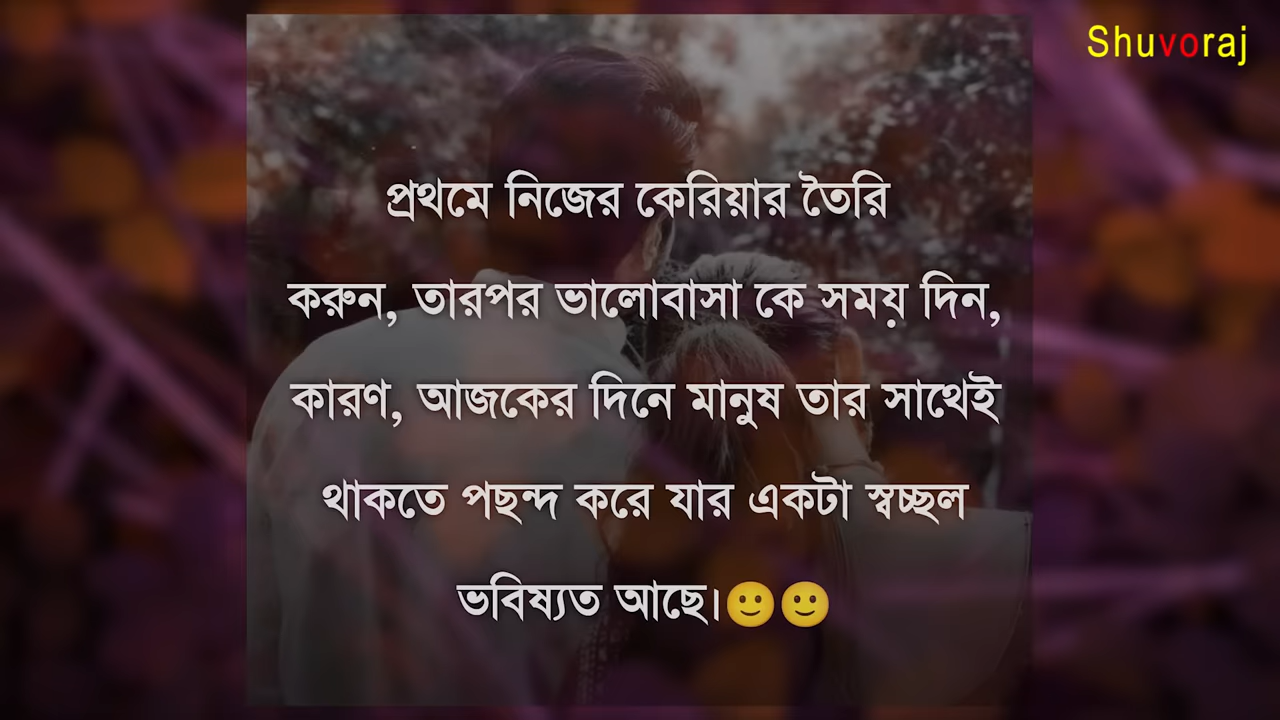 Shuvoraj
প্রথমে নিজের কেরিয়ার তৈরি
করুন, তারপর ভালোবাসা কে সময় দিন,
কারণ, আজকের দিনে মানুষ তার সাথেই
থাকতে পছন্দ করে যার একটা স্বচ্ছল
ভবিষ্যত আছে।🙂🙂